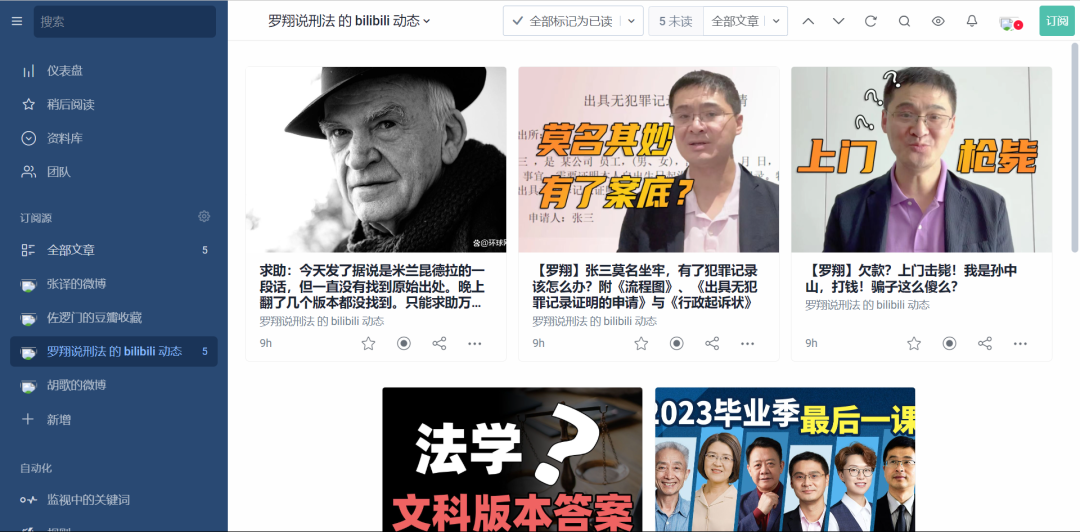 搜索
罗翔说刑法 的 bilibili 动态
全部标记为已读
5 未读
全部文章
订阅
仪表盘
稍后阅读
资料库
团队
订阅源
全部文章
5
张译的微博
佐逻门的豆瓣收藏
罗翔说刑法 的 bilibili 动态
5
胡歌的微博
新增
自动化
监视中的关键词
求助：今天发了据说是米兰昆德拉的一
段话，但一直没有找到原始出处。晚上
翻了几个版本都没找到。只能求助万...
罗翔说刑法 的 bilibili 动态
9h
莫名其妙
有了案底？
申请人：张三
【罗翔】张三莫名坐牢，有了犯罪记录
该怎么办？附《流程图》、《出具无犯
罪记录证明的申请》与《行政起诉状》
罗翔说刑法 的 bilibili 动态
9h
上门 枪毙
【罗翔】欠款？上门击毙！我是孙中
山，打钱！骗子这么傻么？
罗翔说刑法 的 bilibili 动态
9h
法学？
文科版本答案
2023毕业季
最后一课